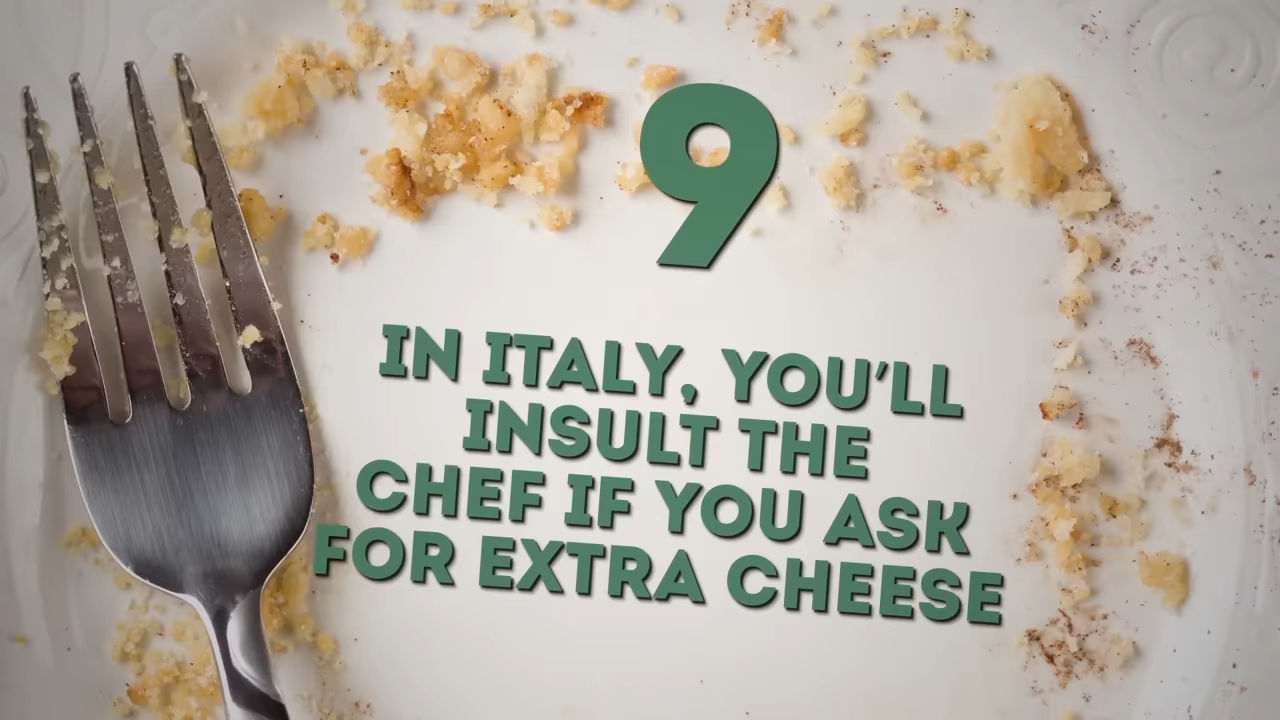 9
IN ITALY, YOU'LL
INSULT THE
CHEF IF YOU ASK
FOR EXTRA CHEESE